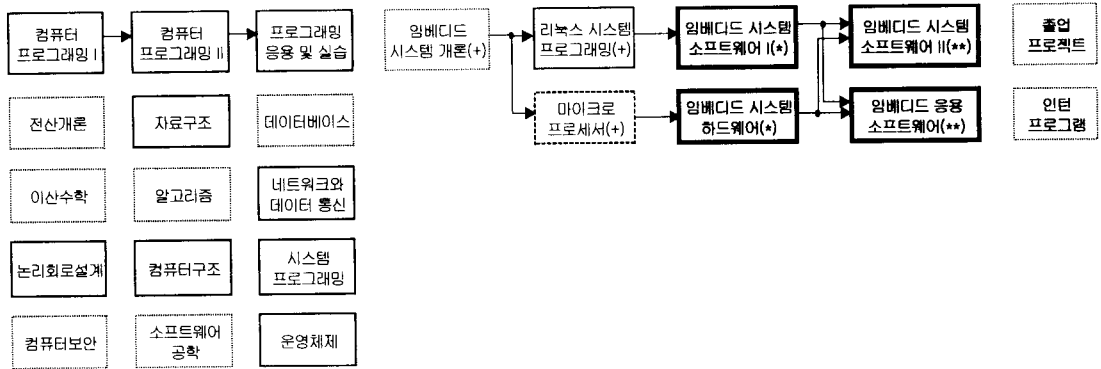 컴퓨터
프로그래밍 I
컴퓨터
프로그래밍 II
프로그래밍
응용 및 실습
임베디드
시스템 개론(+)
리눅스 시스템
프로그래밍(+)
임베디드 시스템
소프트웨어 I(*)
임베디드 시스템
소프트웨어 II(**)
졸업
프로젝트
전산개론
자료구조
데이터베이스
마이크로
프로세서(+)
임베디드 시스템
하드웨어(*)
임베디드 응용
소프트웨어(**)
인턴
프로그램
이산수학
알고리즘
네트워크와
데이터 통신
논리회로설계
컴퓨터구조
시스템
프로그래밍
컴퓨터보안
소프트웨어
공학
운영체제